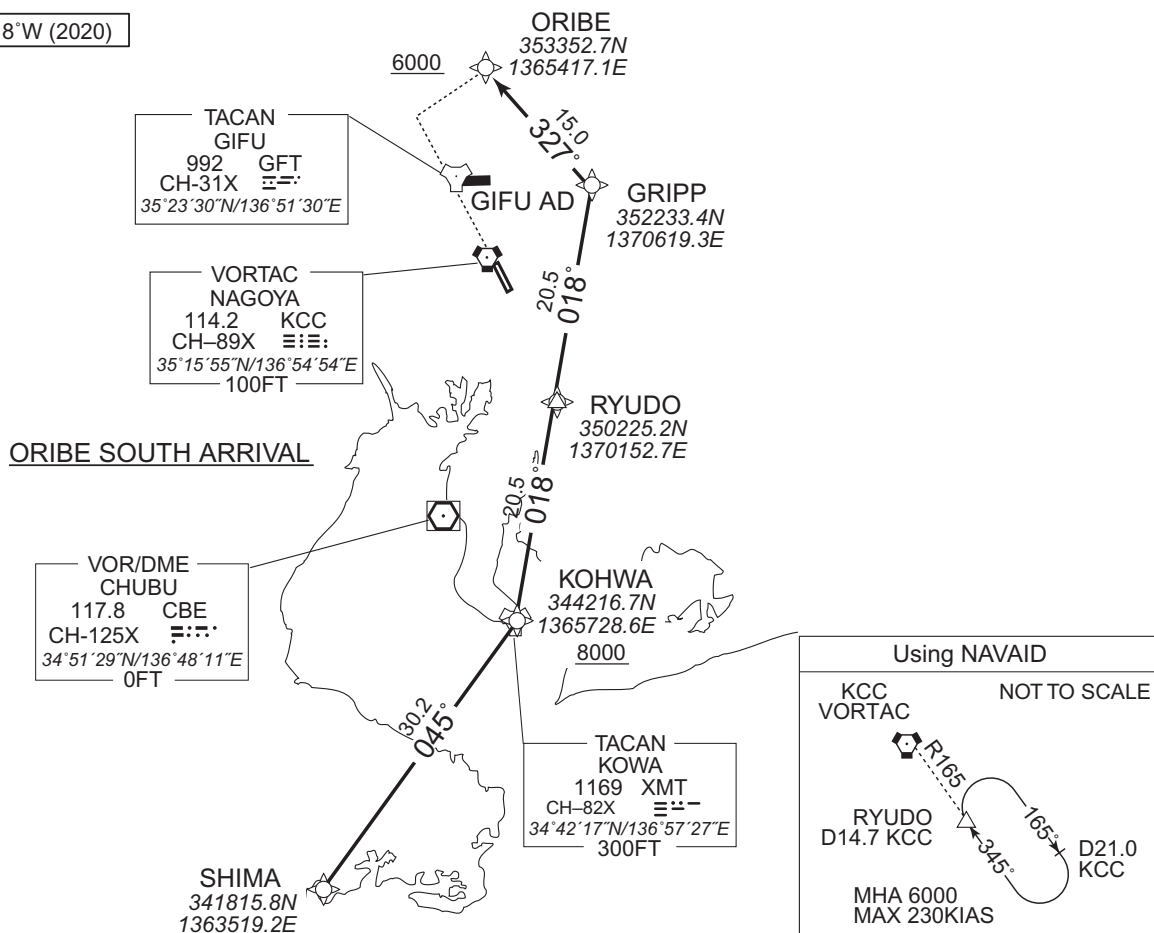 8°W (2020)
ORIBE
353352.7N
1365417.1E
6000
15.0
327°
TACAN
GIFU
992 GFT
CH-31X
35°23´30˝N/136°51´30˝E
GIFU AD
GRIPP
352233.4N
1370619.3E
VORTAC
NAGOYA
114.2 KCC
CH–89X
35°15´55˝N/136°54´54˝E
100FT
20.5
018°
RYUDO
350225.2N
1370152.7E
ORIBE SOUTH ARRIVAL
20.5
018°
VOR/DME
CHUBU
117.8 CBE
CH-125X
34°51´29˝N/136°48´11˝E
0FT
KOHWA
344216.7N
1365728.6E
8000
30.2
045°
TACAN
KOWA
1169 XMT
CH–82X
34°42´17˝N/136°57´27˝E
300FT
SHIMA
341815.8N
1363519.2E
Using NAVAID
NOT TO SCALE
KCC
VORTAC
R165
RYUDO
D14.7 KCC
165°
345°
D21.0
KCC
MHA 6000
MAX 230KIAS